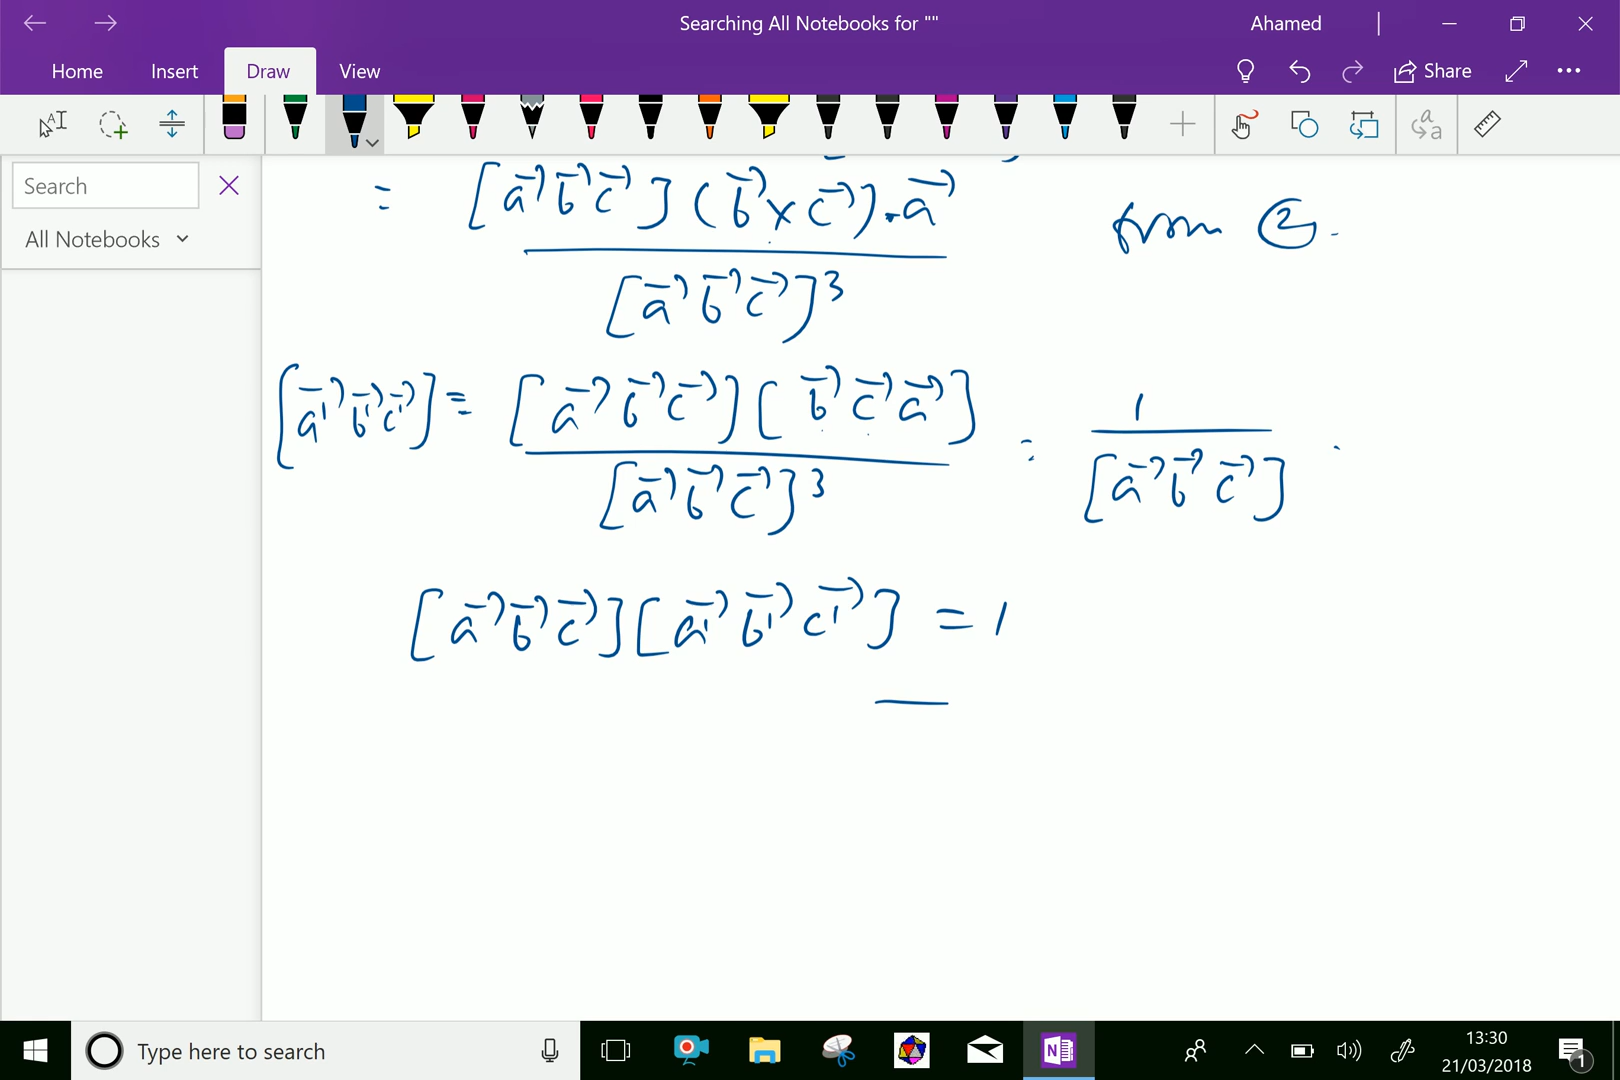 Searching All Notebooks for ""
Ahamed
Home Insert Draw View
Share
Search
All Notebooks
= [a⃗ b⃗ c⃗] (b⃗ × c⃗) . a⃗
from ②.
[a⃗ b⃗ c⃗]³
[a⃗' b⃗' c⃗'] = [a⃗ b⃗ c⃗] [b⃗ c⃗ a⃗]
[a⃗ b⃗ c⃗]³
= 1
[a⃗ b⃗ c⃗]
[a⃗ b⃗ c⃗] [a⃗' b⃗' c⃗'] = 1
Type here to search
13:30
21/03/2018
1